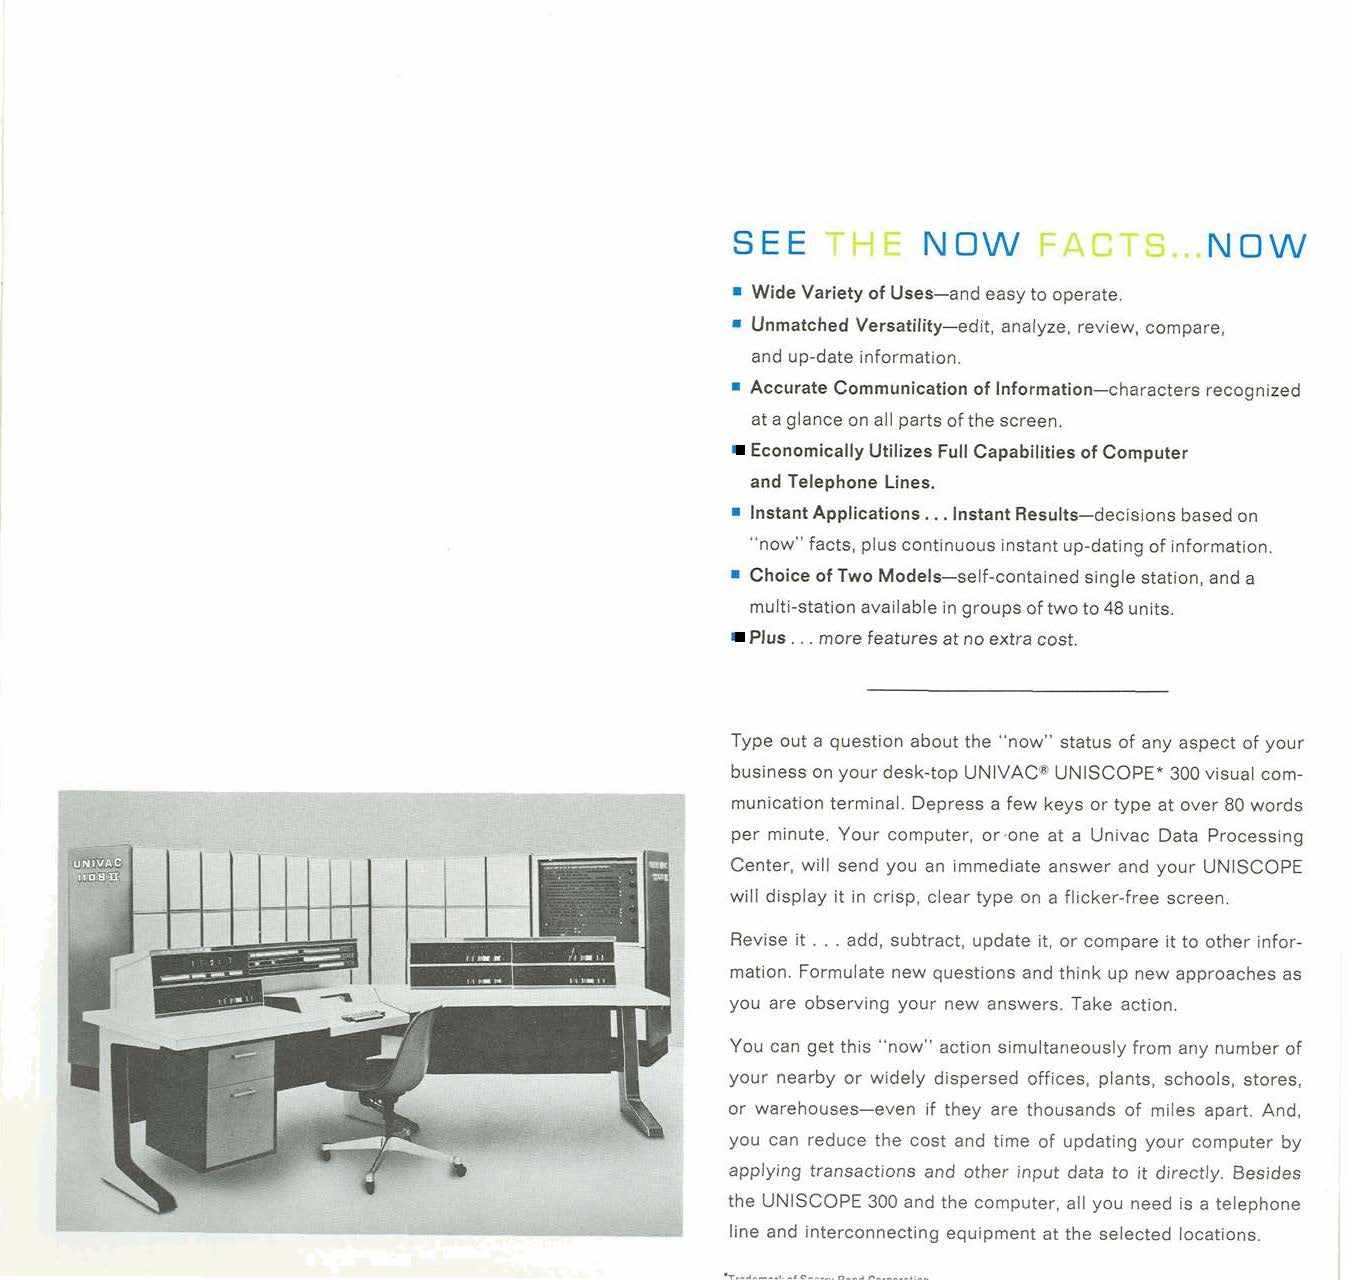 SEE THE NOW FACTS...NOW
Wide Variety of Uses—and easy to operate.
Unmatched Versatility—edit, analyze, review, compare,
and up-date information.
Accurate Communication of Information—characters recognized
at a glance on all parts of the screen.
Economically Utilizes Full Capabilities of Computer
and Telephone Lines.
Instant Applications . . . Instant Results—decisions based on
“now” facts, plus continuous instant up-dating of information.
Choice of Two Models—self-contained single station, and a
multi-station available in groups of two to 48 units.
Plus . . . more features at no extra cost.
Type out a question about the “now” status of any aspect of your
business on your desk-top UNIVAC® UNISCOPE* 300 visual com-
munication terminal. Depress a few keys or type at over 80 words
per minute. Your computer, or one at a Univac Data Processing
Center, will send you an immediate answer and your UNISCOPE
will display it in crisp, clear type on a flicker-free screen.
Revise it . . . add, subtract, update it, or compare it to other infor-
mation. Formulate new questions and think up new approaches as
you are observing your new answers. Take action.
You can get this “now” action simultaneously from any number of
your nearby or widely dispersed offices, plants, schools, stores,
or warehouses—even if they are thousands of miles apart. And,
you can reduce the cost and time of updating your computer by
applying transactions and other input data to it directly. Besides
the UNISCOPE 300 and the computer, all you need is a telephone
line and interconnecting equipment at the selected locations.
*Trademark of Sperry Rand Corporation
UNIVAC
1108 II